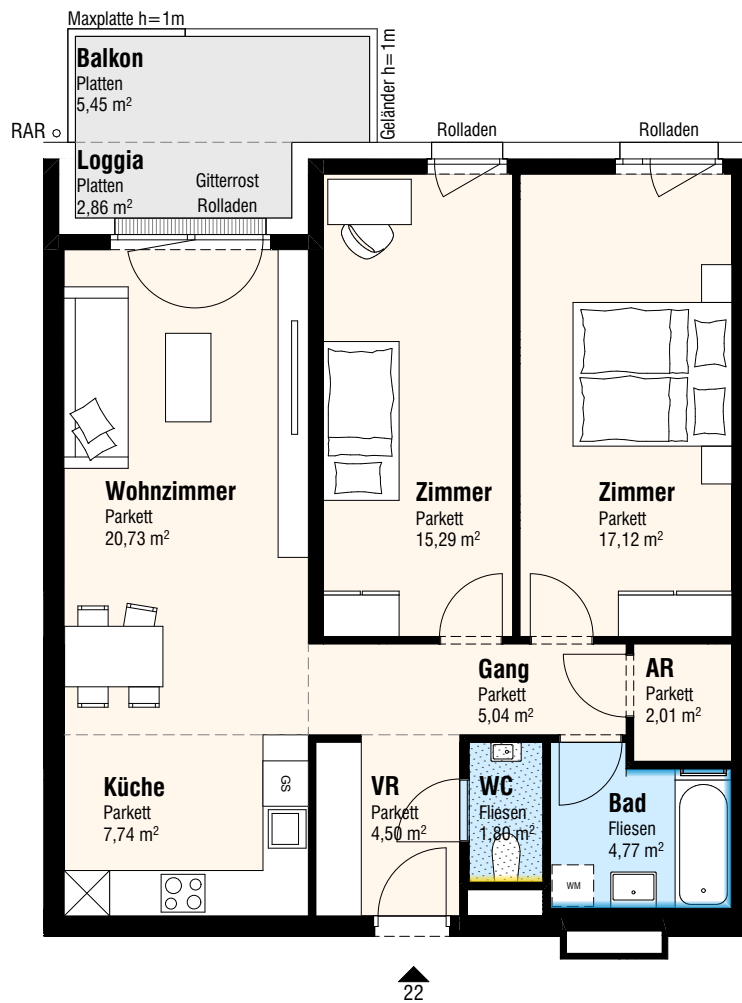 Maxplatte h=1m
Balkon
Platten
5,45 m²
Geländer h=1m
RAR
Rolladen
Rolladen
Loggia
Platten
2,86 m²
Gitterrost
Rolladen
Wohnzimmer
Parkett
20,73 m²
Zimmer
Parkett
15,29 m²
Zimmer
Parkett
17,12 m²
Gang
Parkett
5,04 m²
AR
Parkett
2,01 m²
Küche
Parkett
7,74 m²
GS
VR
Parkett
4,50 m²
WC
Fliesen
1,80 m²
Bad
Fliesen
4,77 m²
WM
22